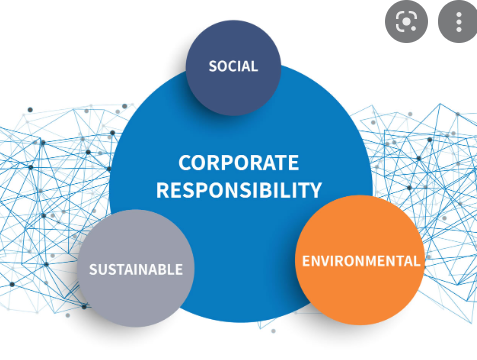 SOCIAL
CORPORATE
RESPONSIBILITY
SUSTAINABLE
ENVIRONMENTAL